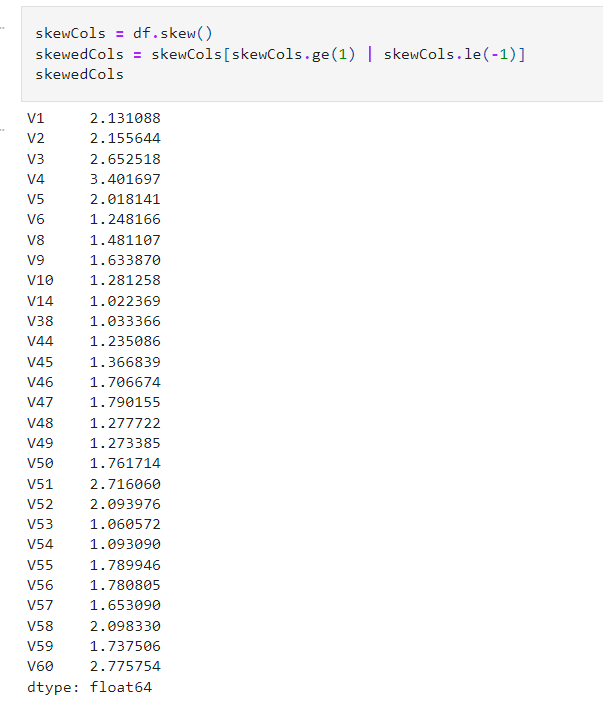 skewCols = df.skew()
skewedCols = skewCols[skewCols.ge(1) | skewCols.le(-1)]
skewedCols
V1     2.131088
V2     2.155644
V3     2.652518
V4     3.401697
V5     2.018141
V6     1.248166
V8     1.481107
V9     1.633870
V10    1.281258
V14    1.022369
V38    1.033366
V44    1.235086
V45    1.366839
V46    1.706674
V47    1.790155
V48    1.277722
V49    1.273385
V50    1.761714
V51    2.716060
V52    2.093976
V53    1.060572
V54    1.093090
V55    1.789946
V56    1.780805
V57    1.653090
V58    2.098330
V59    1.737506
V60    2.775754
dtype: float64